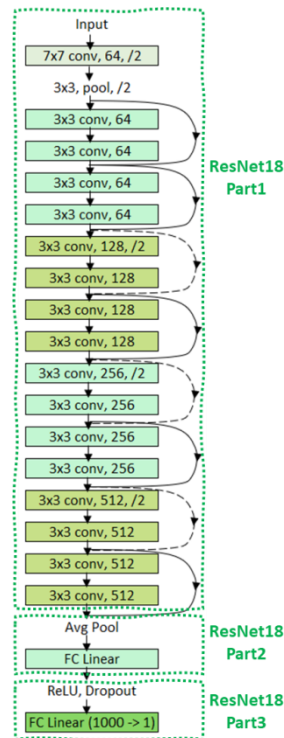 Input
7x7 conv, 64, /2
3x3, pool, /2
3x3 conv, 64
3x3 conv, 64
3x3 conv, 64
3x3 conv, 64
3x3 conv, 128, /2
3x3 conv, 128
3x3 conv, 128
3x3 conv, 128
3x3 conv, 256, /2
3x3 conv, 256
3x3 conv, 256
3x3 conv, 256
3x3 conv, 512, /2
3x3 conv, 512
3x3 conv, 512
3x3 conv, 512
ResNet18
Part1
Avg Pool
FC Linear
ResNet18
Part2
ReLU, Dropout
FC Linear (1000 -> 1)
ResNet18
Part3